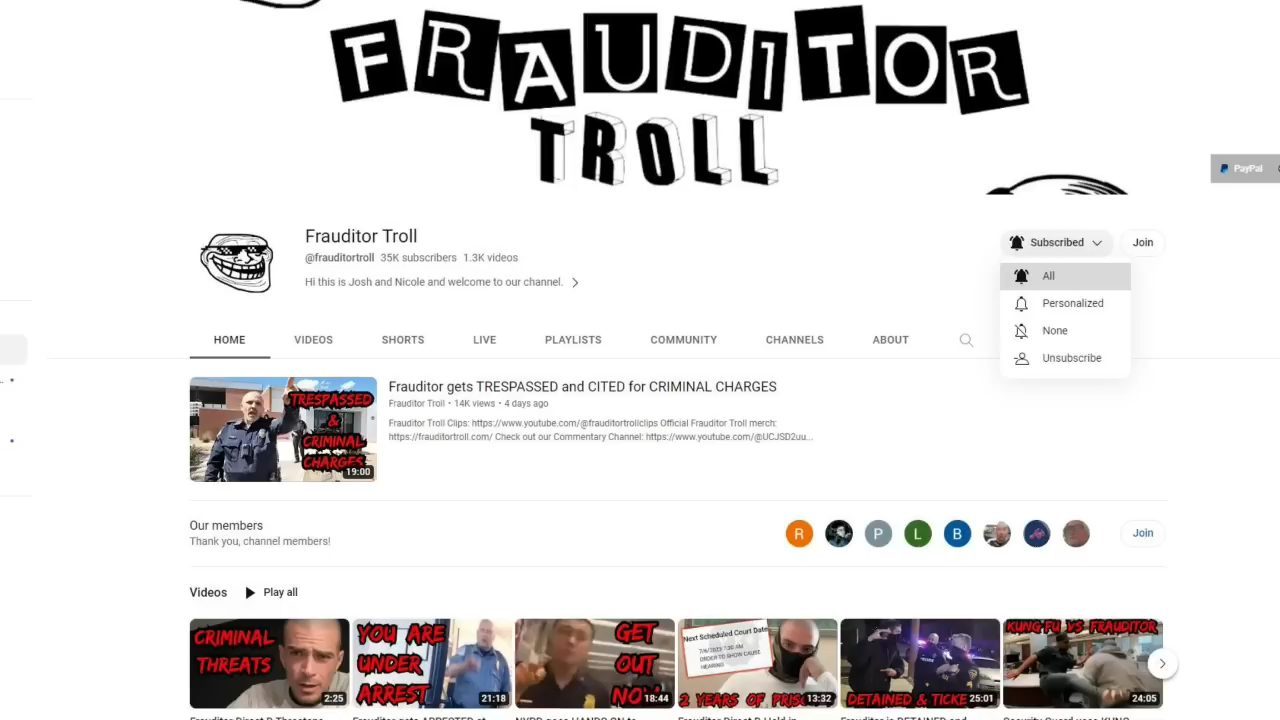 FRAUDITOR
TROLL
PayPal
Frauditor Troll
@frauditortroll 35K subscribers 1.3K videos
Hi this is Josh and Nicole and welcome to our channel.
Subscribed
Join
All
Personalized
None
Unsubscribe
HOME VIDEOS SHORTS LIVE PLAYLISTS COMMUNITY CHANNELS ABOUT
TRESPASSED
&
CRIMINAL
CHARGES
19:00
Frauditor gets TRESPASSED and CITED for CRIMINAL CHARGES
Frauditor Troll • 14K views • 4 days ago
Frauditor Troll Clips: https://www.youtube.com/@frauditortrollclips Official Frauditor Troll merch:
https://frauditortroll.com/ Check out our Commentary Channel: https://www.youtube.com/@UCJSD2uu...
Our members
Thank you, channel members!
R
P
L
B
Join
Videos
Play all
CRIMINAL
THREATS
2:25
YOU ARE
UNDER
ARREST
21:18
GET
OUT
NOW
18:44
Next Scheduled Court Date
ORDER TO SHOW CAUSE
HEARING
2 YEARS OF PRISO
13:32
DETAINED & TICKE
25:01
KUNG FU VS FRAUDITOR
24:05